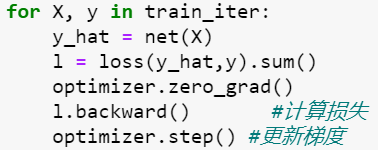 for X, y in train_iter:
    y_hat = net(X)
    l = loss(y_hat,y).sum()
    optimizer.zero_grad()
    l.backward()       #计算损失
    optimizer.step() #更新梯度